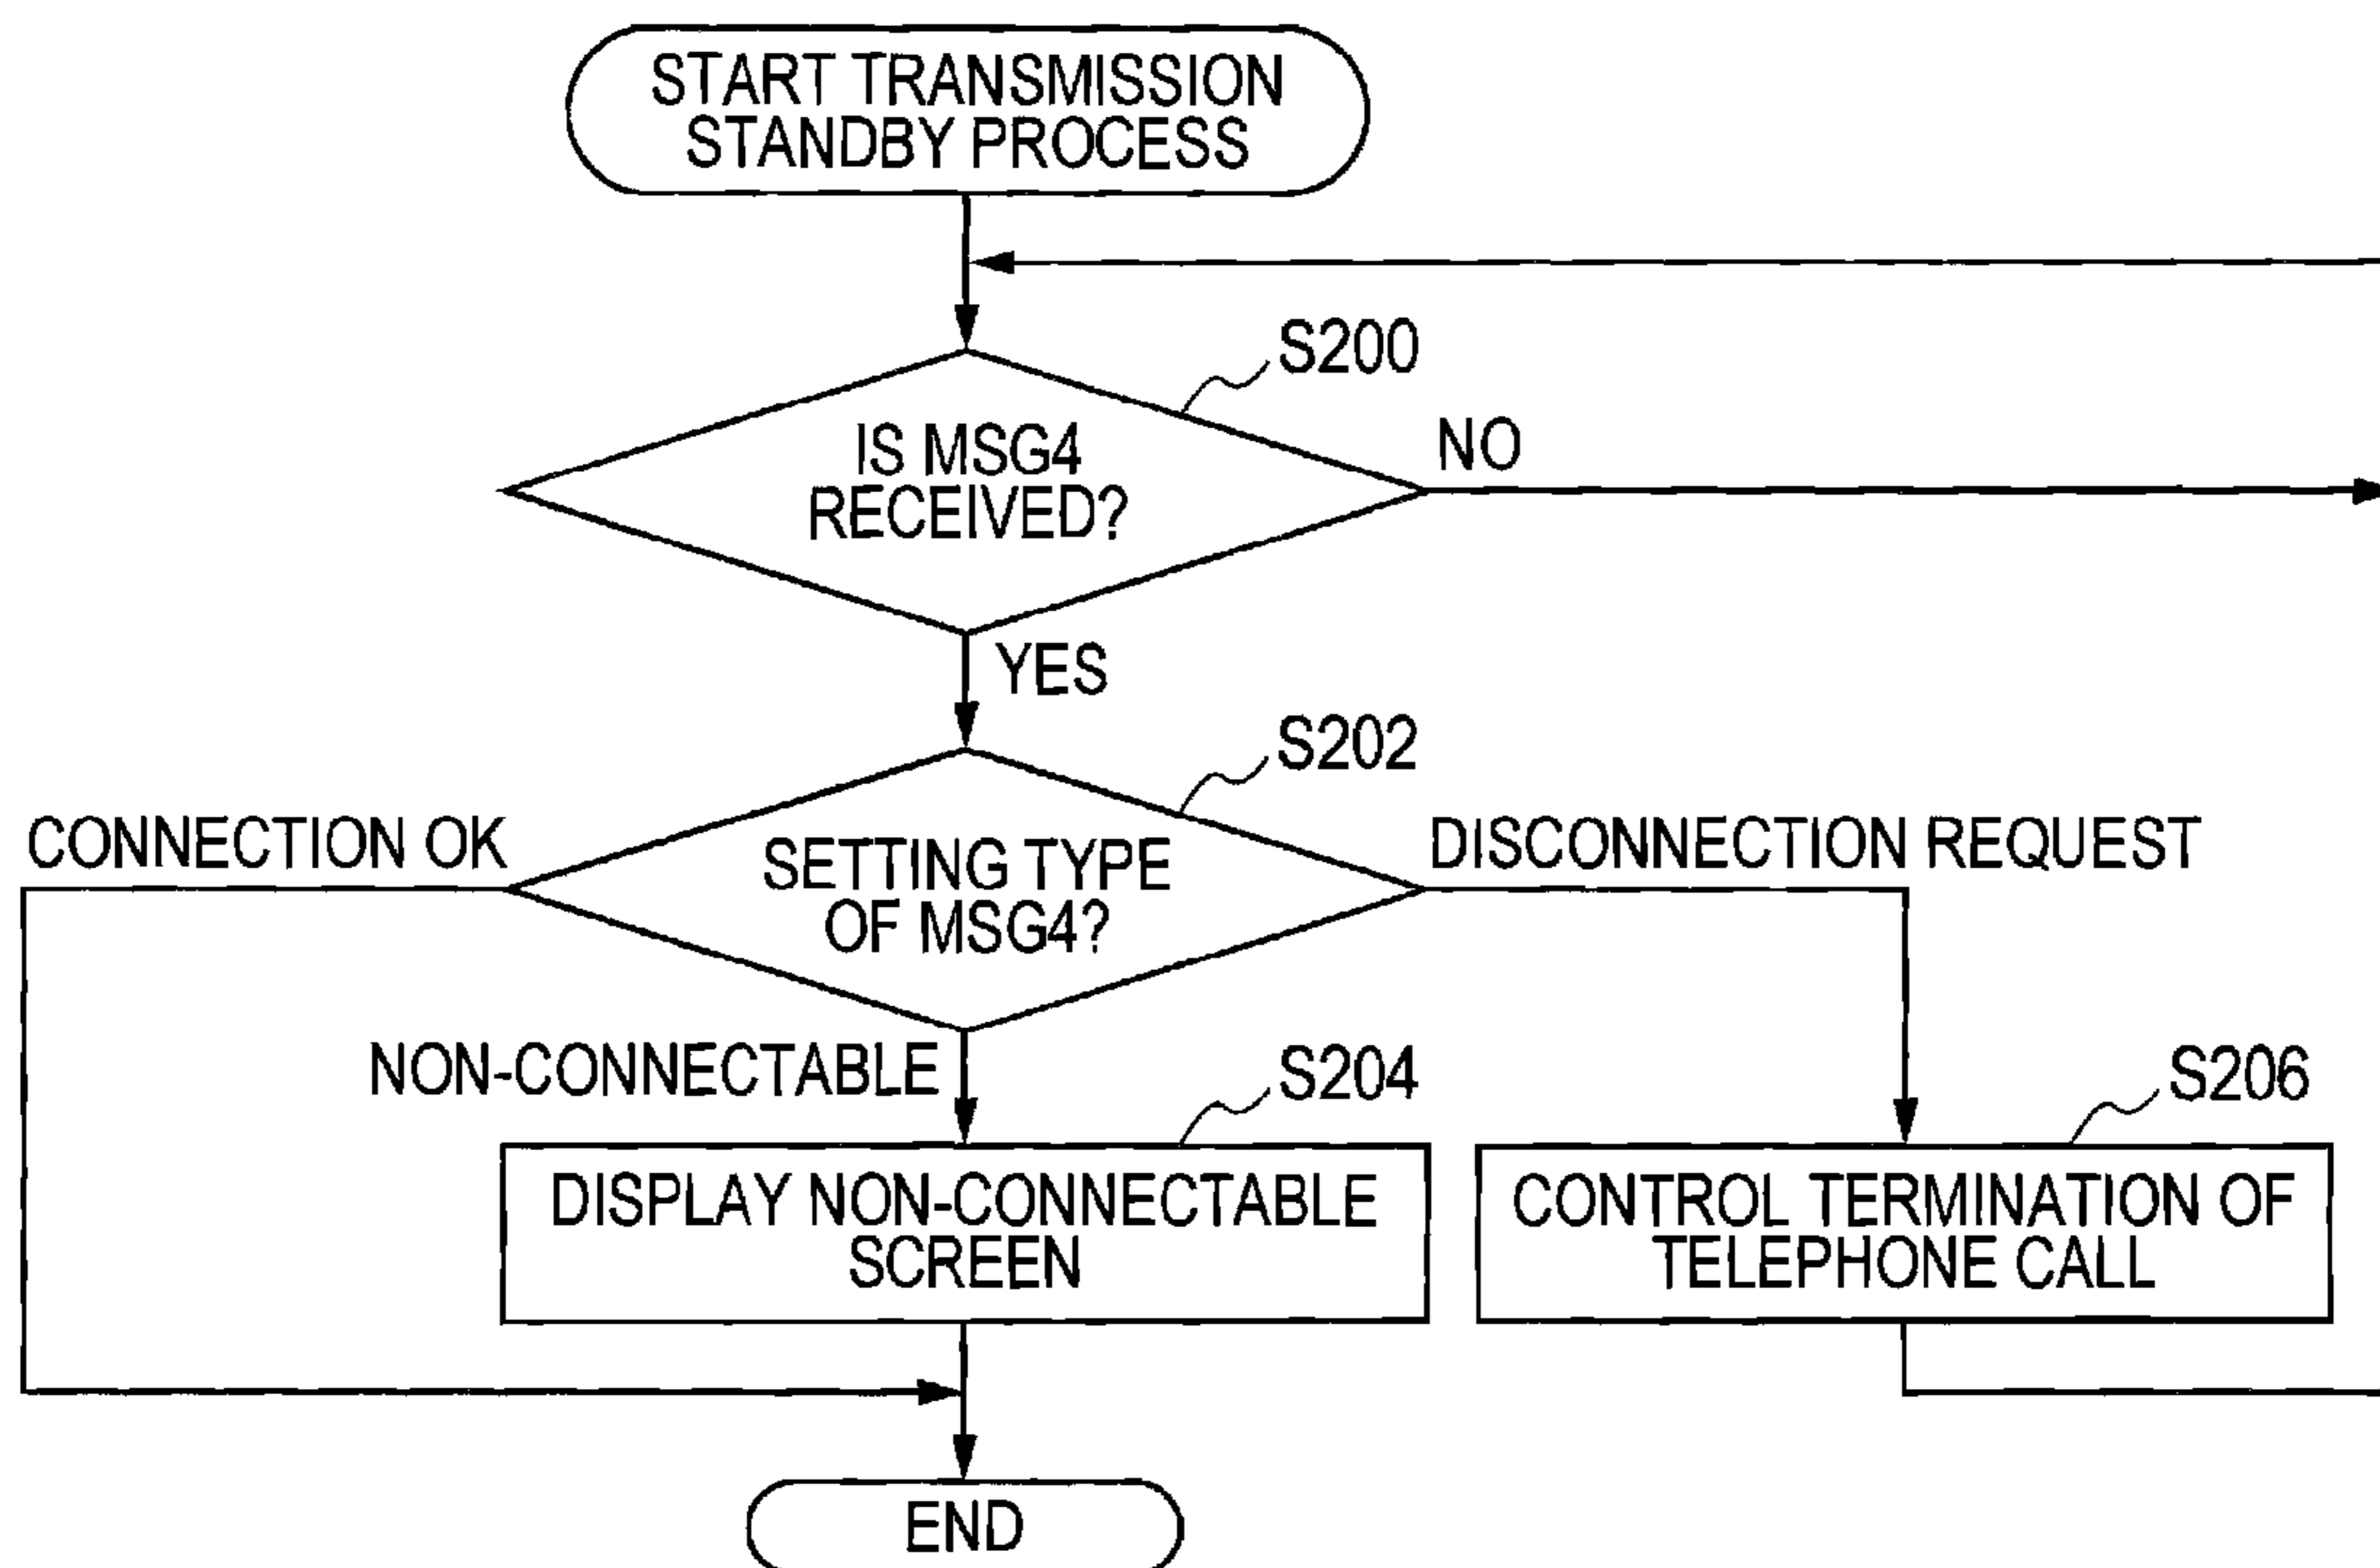 START TRANSMISSION
STANDBY PROCESS
S200
IS MSG4
RECEIVED?
NO
YES
S202
CONNECTION OK
SETTING TYPE
OF MSG4?
DISCONNECTION REQUEST
NON-CONNECTABLE
S204
S206
DISPLAY NON-CONNECTABLE
SCREEN
CONTROL TERMINATION OF
TELEPHONE CALL
END